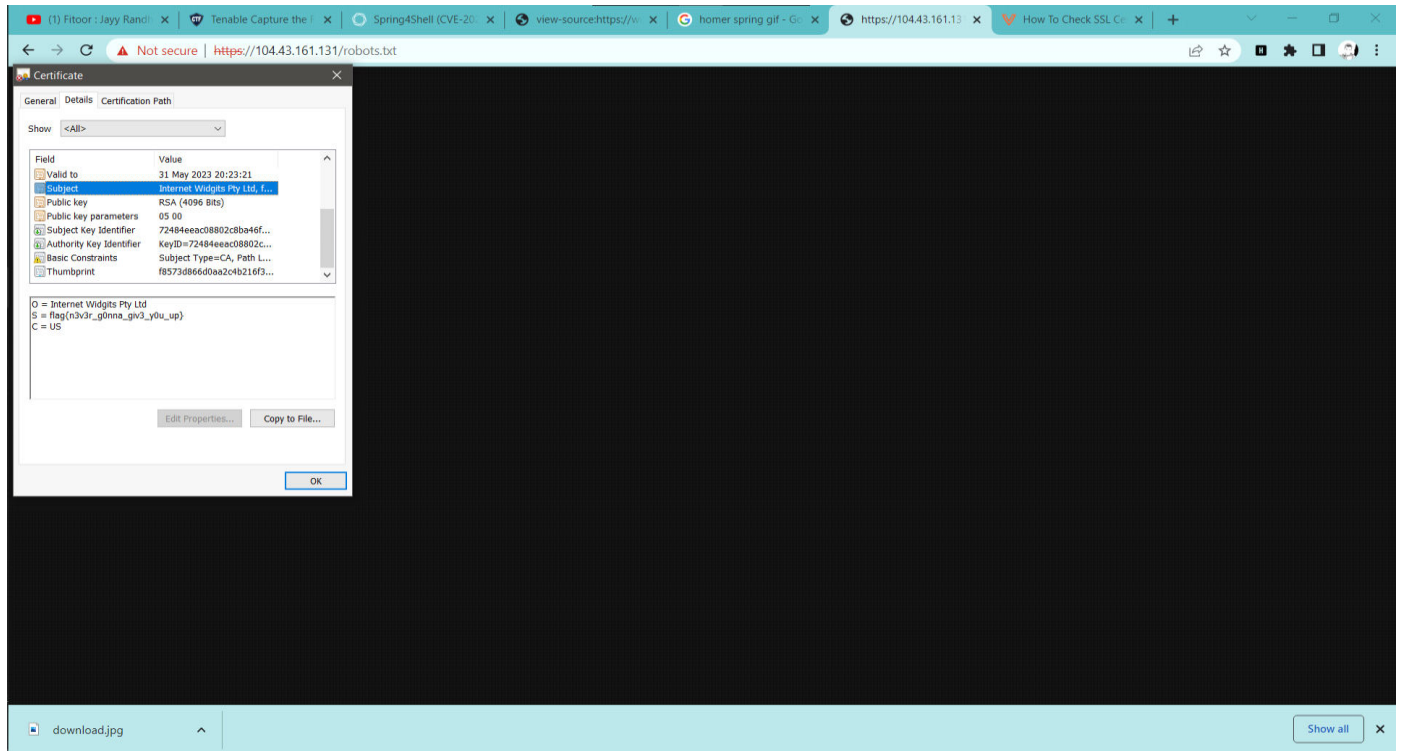 (1) Fitoor : Jayy Rand
Tenable Capture the F
Spring4Shell (CVE-20
view-source:https://w
homer spring gif - Go
https://104.43.161.13
How To Check SSL Ce
Not secure | https://104.43.161.131/robots.txt
Certificate
General Details Certification Path
Show <All>
Field Value
Valid to 31 May 2023 20:23:21
Subject Internet Widgits Pty Ltd, f...
Public key RSA (4096 Bits)
Public key parameters 05 00
Subject Key Identifier 72484eeac08802c8ba46f...
Authority Key Identifier KeyID=72484eeac08802c...
Basic Constraints Subject Type=CA, Path L...
Thumbprint f8573d866d0aa2c4b216f3...
O = Internet Widgits Pty Ltd
S = flag{n3v3r_g0nna_giv3_y0u_up}
C = US
Edit Properties... Copy to File...
OK
download.jpg
Show all